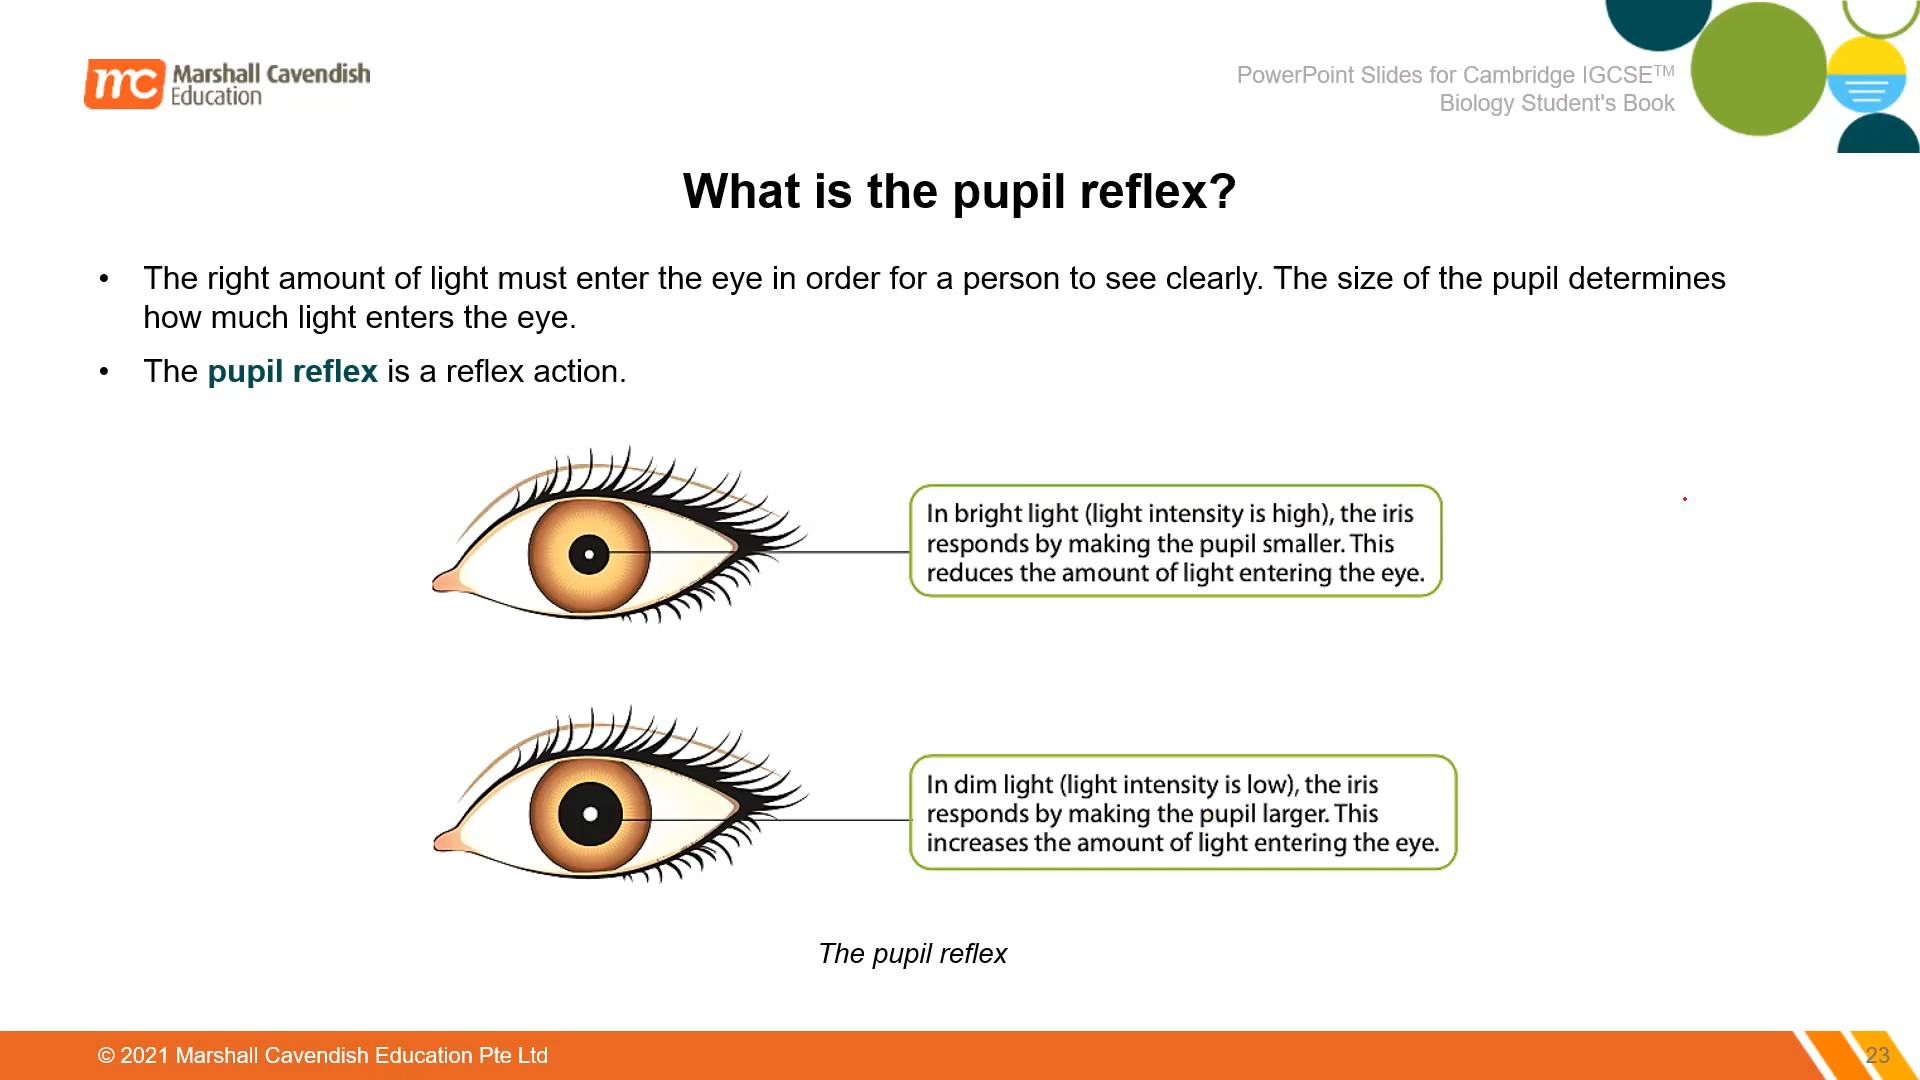 mc Marshall Cavendish
Education
PowerPoint Slides for Cambridge IGCSE™
Biology Student's Book
What is the pupil reflex?
• The right amount of light must enter the eye in order for a person to see clearly. The size of the pupil determines
how much light enters the eye.
• The pupil reflex is a reflex action.
In bright light (light intensity is high), the iris
responds by making the pupil smaller. This
reduces the amount of light entering the eye.
In dim light (light intensity is low), the iris
responds by making the pupil larger. This
increases the amount of light entering the eye.
The pupil reflex
© 2021 Marshall Cavendish Education Pte Ltd
23